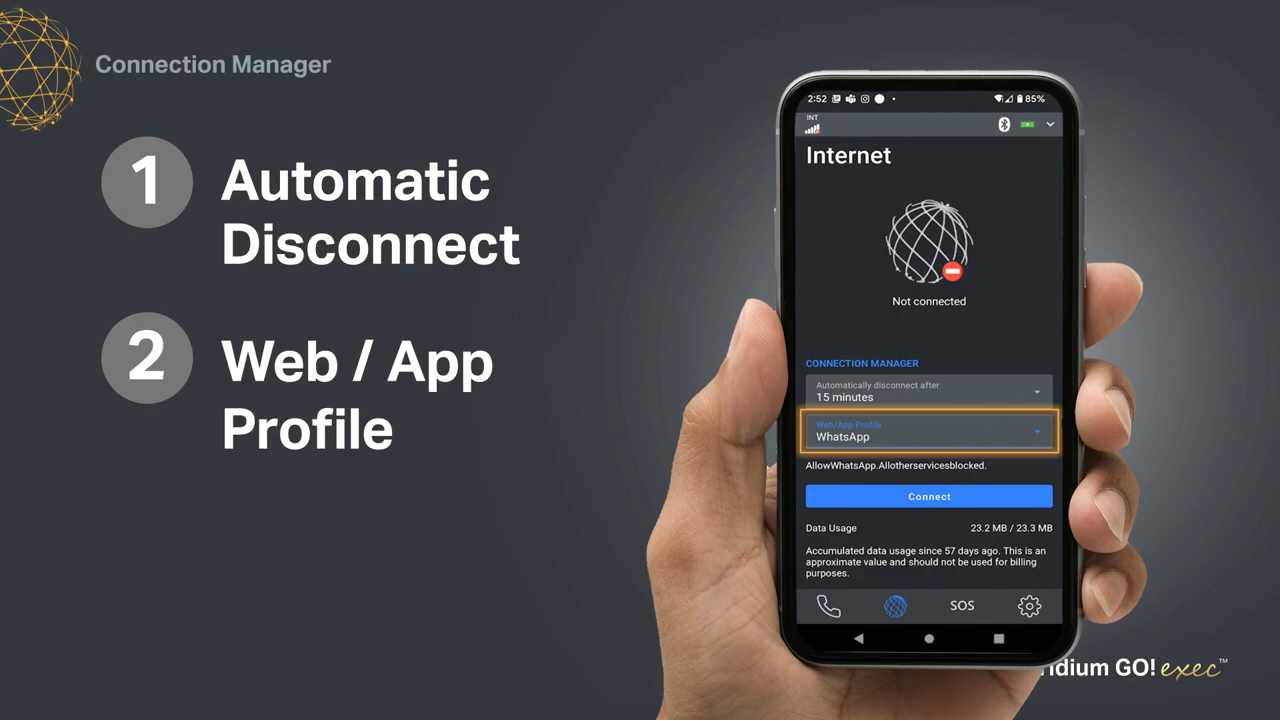 Connection Manager
1 Automatic
Disconnect
2 Web / App
Profile
2:52
85%
INT
Internet
Not connected
CONNECTION MANAGER
Automatically disconnect after
15 minutes
Web/App Profile
WhatsApp
AllowWhatsApp.Allotherservicesblocked.
Connect
Data Usage 23.2 MB / 23.3 MB
Accumulated data usage since 57 days ago. This is an
approximate value and should not be used for billing
purposes.
SOS
ridium GO! exec™